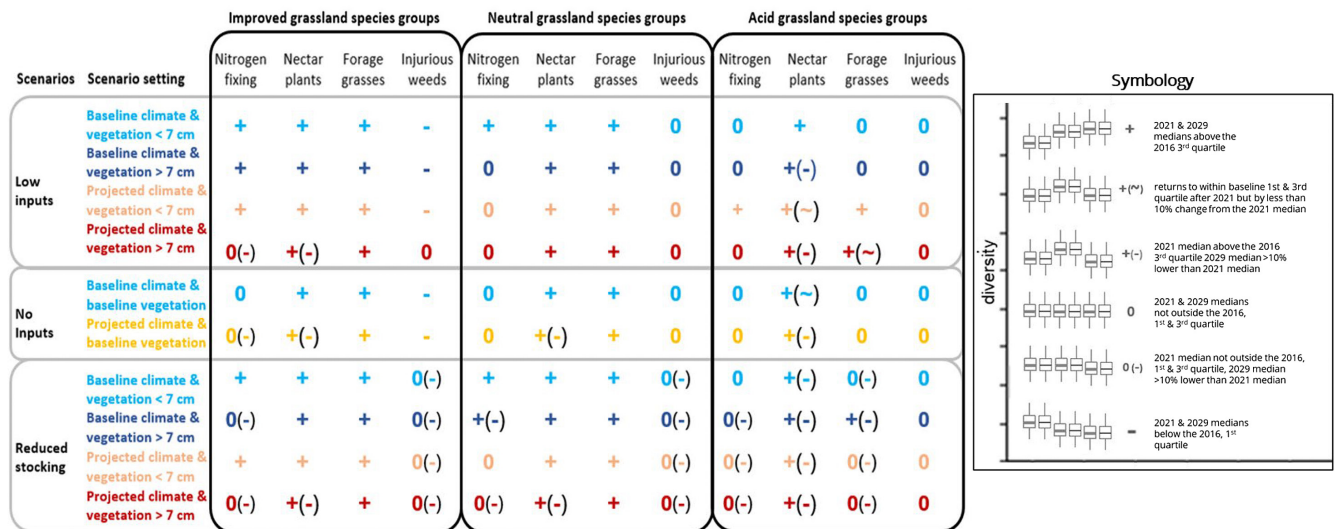 Improved grassland species groups Neutral grassland species groups Acid grassland species groups
Nitrogen Nectar Forage Injurious Nitrogen Nectar Forage Injurious Nitrogen Nectar Forage Injurious
Scenarios Scenario setting fixing plants grasses weeds fixing plants grasses weeds fixing plants grasses weeds
Baseline climate &
vegetation < 7 cm + + + - + + + 0 0 + 0 0
Baseline climate &
vegetation > 7 cm + + + - 0 + + 0 0 +(-) 0 0
Low
inputs
Projected climate &
vegetation < 7 cm + + + - 0 + + 0 + +(~) + 0
Projected climate &
vegetation > 7 cm 0(-) +(-) + 0 0 + + 0 0 +(-) +(~) 0
No
Inputs
Baseline climate &
baseline vegetation 0 + + - 0 + + 0 0 +(~) 0 0
Projected climate &
baseline vegetation 0(-) +(-) + - 0 +(-) + 0 0 +(-) 0 0
Reduced
stocking
Baseline climate &
vegetation < 7 cm + + + 0(-) + + + 0(-) 0 +(-) 0(-) 0
Baseline climate &
vegetation > 7 cm 0(-) + + 0(-) +(-) + + 0(-) 0(-) +(-) +(-) 0
Projected climate &
vegetation < 7 cm + + + 0(-) 0 + + 0(-) 0(-) +(-) 0(-) 0
Projected climate &
vegetation > 7 cm 0(-) +(-) + 0(-) 0(-) +(-) + 0(-) 0(-) +(-) 0(-) 0
Symbology
diversity
+ 2021 & 2029
medians above the
2016 3rd quartile
+(~) returns to within baseline 1st & 3rd
quartile after 2021 but by less than
10% change from the 2021 median
+(-) 2021 median above the 2016
3rd quartile 2029 median >10%
lower than 2021 median
0 2021 & 2029 medians
not outside the 2016,
1st & 3rd quartile
0(-) 2021 median not outside the 2016,
1st & 3rd quartile, 2029 median
>10% lower than 2021 median
- 2021 & 2029 medians
below the 2016, 1st
quartile